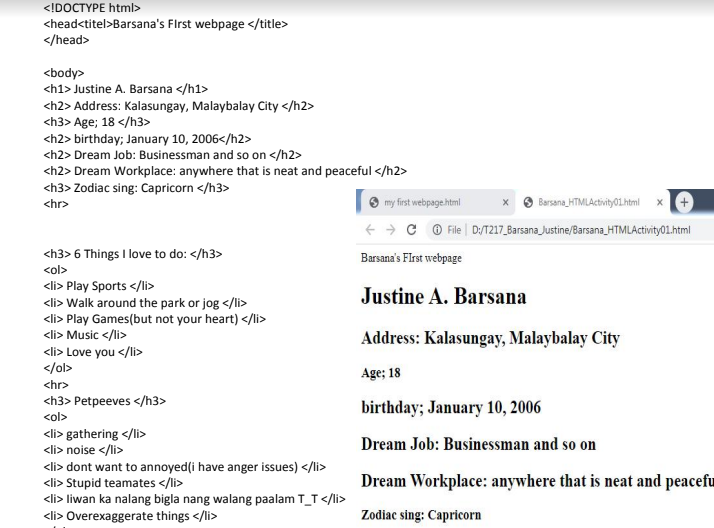 <!DOCTYPE html>
<head<titel>Barsana's FIrst webpage </title>
</head>
<body>
<h1> Justine A. Barsana </h1>
<h2> Address: Kalasungay, Malaybalay City </h2>
<h3> Age; 18 </h3>
<h2> birthday; January 10, 2006</h2>
<h2> Dream Job: Businessman and so on </h2>
<h2> Dream Workplace: anywhere that is neat and peaceful </h2>
<h3> Zodiac sing: Capricorn </h3>
<hr>
<h3> 6 Things I love to do: </h3>
<ol>
<li> Play Sports </li>
<li> Walk around the park or jog </li>
<li> Play Games(but not your heart) </li>
<li> Music </li>
<li> Love you </li>
</ol>
<hr>
<h3> Petpeeves </h3>
<ol>
<li> gathering </li>
<li> noise </li>
<li> dont want to annoyed(i have anger issues) </li>
<li> Stupid teamates </li>
<li> Iiwan ka nalang bigla nang walang paalam T_T </li>
<li> Overexaggerate things </li>
my first webpage.html
Barsana_HTMLActivity01.html
File | D:/T217_Barsana_Justine/Barsana_HTMLActivity01.html
Barsana's FIrst webpage
Justine A. Barsana
Address: Kalasungay, Malaybalay City
Age; 18
birthday; January 10, 2006
Dream Job: Businessman and so on
Dream Workplace: anywhere that is neat and peacefu
Zodiac sing: Capricorn